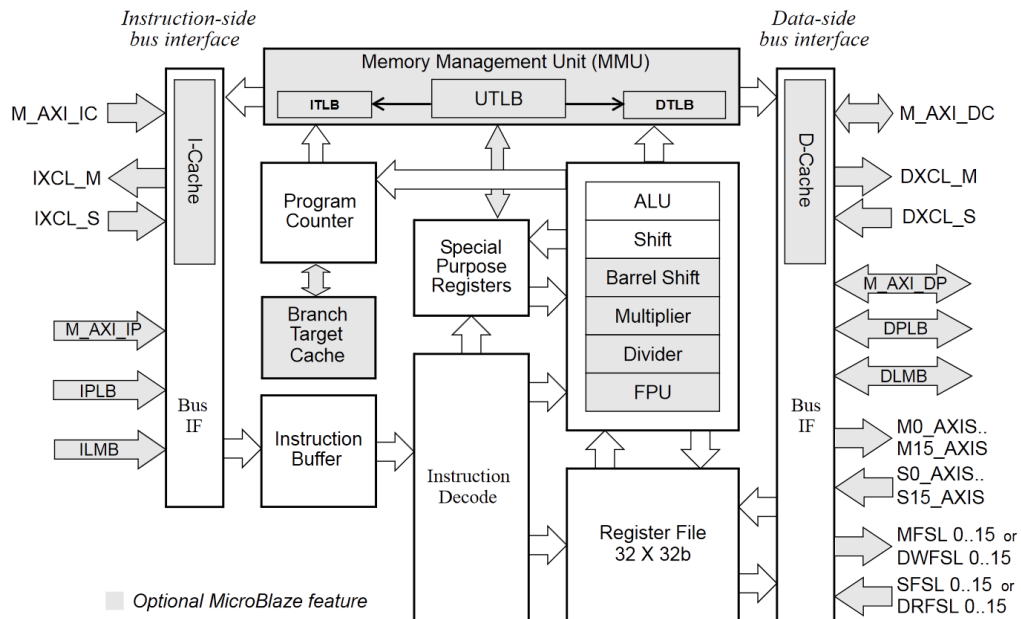 Instruction-side
bus interface
Data-side
bus interface
Memory Management Unit (MMU)
ITLB
UTLB
DTLB
M_AXI_IC
IXCL_M
IXCL_S
I-Cache
M_AXI_IP
IPLB
ILMB
Bus
IF
Program
Counter
Branch
Target
Cache
Special
Purpose
Registers
Instruction
Buffer
Instruction
Decode
ALU
Shift
Barrel Shift
Multiplier
Divider
FPU
Register File
32 X 32b
D-Cache
Bus
IF
M_AXI_DC
DXCL_M
DXCL_S
M_AXI_DP
DPLB
DLMB
M0_AXIS..
M15_AXIS
S0_AXIS..
S15_AXIS
MFSL 0..15 or
DWFSL 0..15
SFSL 0..15 or
DRFSL 0..15
Optional MicroBlaze feature